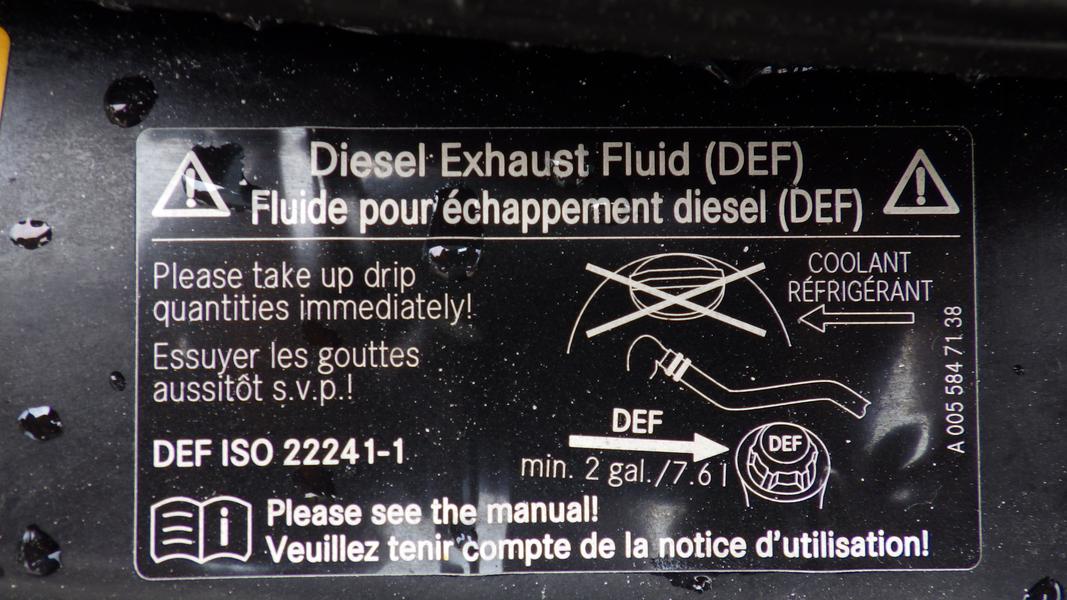 Diesel Exhaust Fluid (DEF)
Fluide pour échappement diesel (DEF)
Please take up drip
quantities immediately!
Essuyer les gouttes
aussitôt s.v.p.!
DEF ISO 22241-1
COOLANT
RÉFRIGÉRANT
DEF
min. 2 gal./7.6 l
DEF
A 005 584 71 38
Please see the manual!
Veuillez tenir compte de la notice d'utilisation!